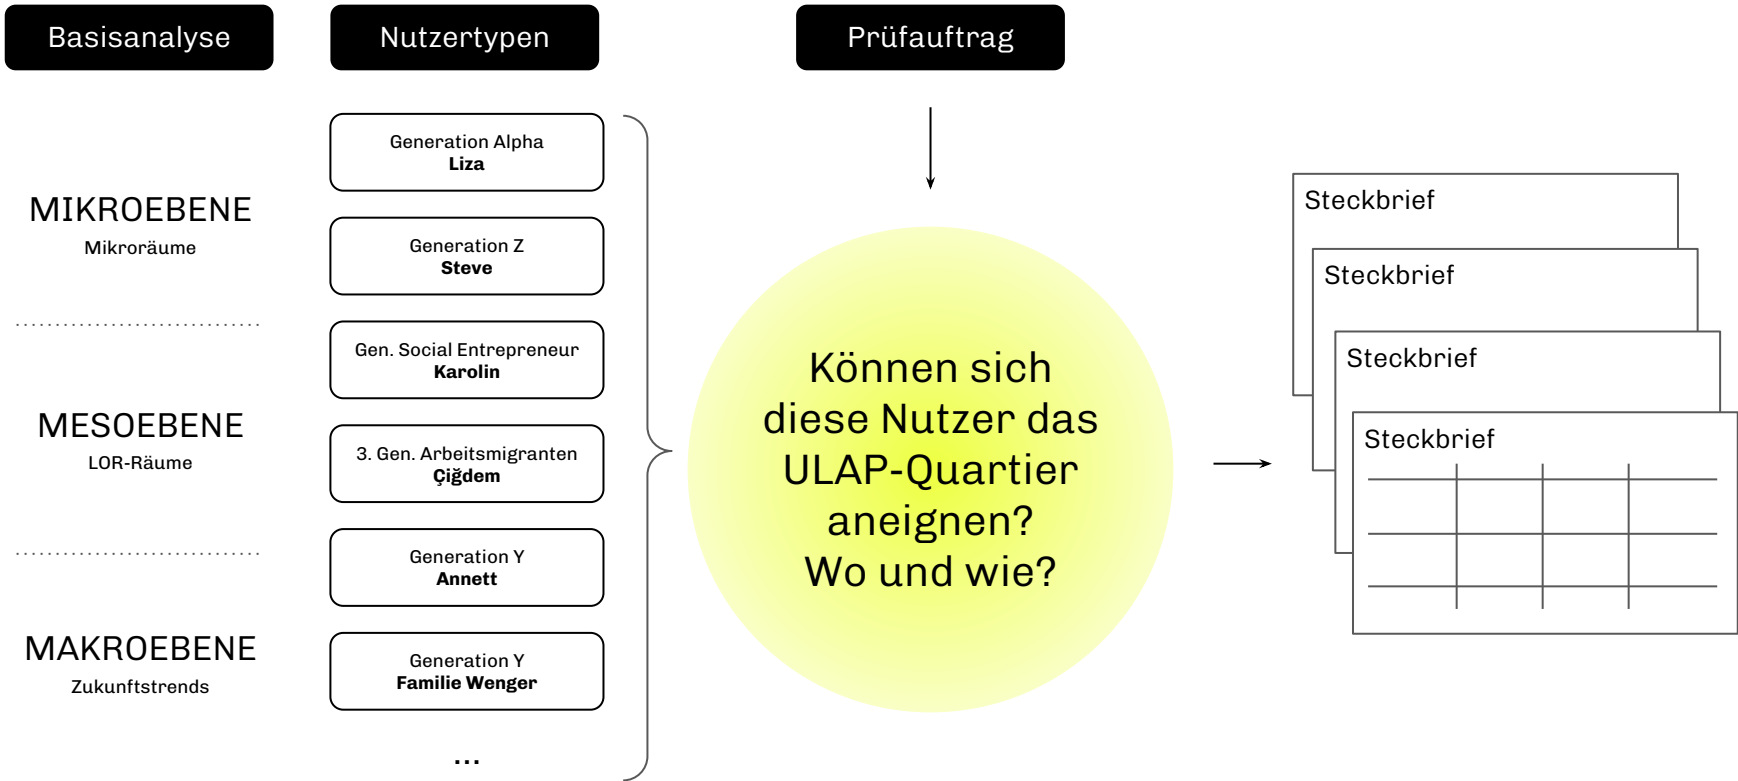 Basisanalyse
Nutzertypen
Prüfauftrag
MIKROEBENE
Mikroräume
MESOEBENE
LOR-Räume
MAKROEBENE
Zukunftstrends
Generation Alpha
Liza
Generation Z
Steve
Gen. Social Entrepreneur
Karolin
3. Gen. Arbeitsmigranten
Çiğdem
Generation Y
Annett
Generation Y
Familie Wenger
...
Können sich
diese Nutzer das
ULAP-Quartier
aneignen?
Wo und wie?
Steckbrief
Steckbrief
Steckbrief
Steckbrief